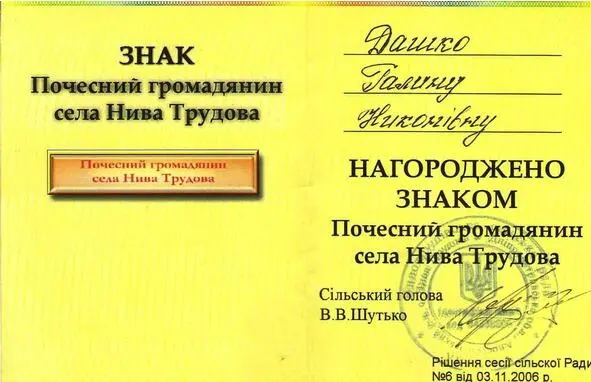 ЗНАК
Почесний громадянин
села Нива Трудова
Почесний громадянин
села Нива Трудова
Дашко
Галину
Никонівну
НАГОРОДЖЕНО
ЗНАКОМ
Почесний громадянин
села Нива Трудова
Сільський голова
В.В.Шутько
Рішення сесії сільскої Ради
№6 від 03.11.2006 р.